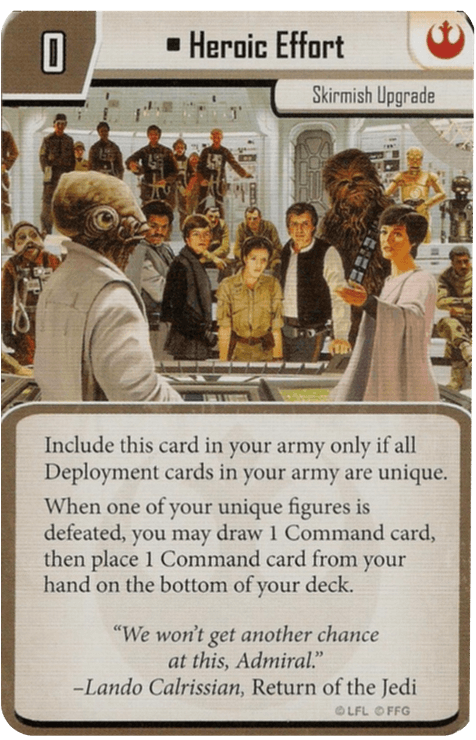 0
▪ Heroic Effort
Skirmish Upgrade
Include this card in your army only if all
Deployment cards in your army are unique.
When one of your unique figures is
defeated, you may draw 1 Command card,
then place 1 Command card from your
hand on the bottom of your deck.
“We won’t get another chance
at this, Admiral.”
–Lando Calrissian, Return of the Jedi
© LFL © FFG